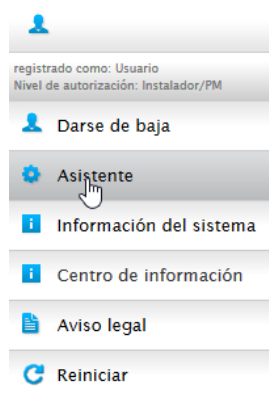 registrado como: Usuario
Nivel de autorización: Instalador/PM
Darse de baja
Asistente
Información del sistema
Centro de información
Aviso legal
Reiniciar